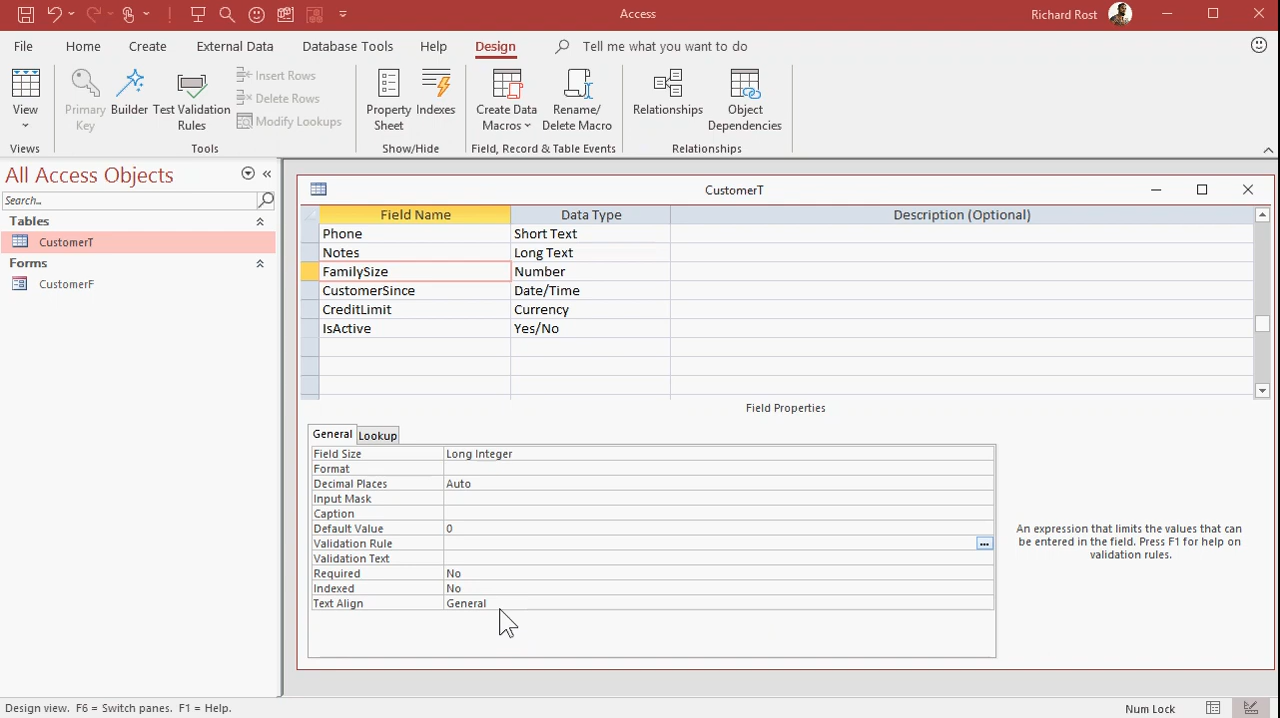 Access
Richard Rost
File Home Create External Data Database Tools Help Design Tell me what you want to do
View
Primary Key
Builder
Test Validation Rules
Insert Rows
Delete Rows
Modify Lookups
Property Sheet
Indexes
Create Data Macros
Rename/ Delete Macro
Relationships
Object Dependencies
Views Tools Show/Hide Field, Record & Table Events Relationships
All Access Objects
Search...
Tables
CustomerT
Forms
CustomerF
CustomerT
Field Name Data Type Description (Optional)
Phone Short Text
Notes Long Text
FamilySize Number
CustomerSince Date/Time
CreditLimit Currency
IsActive Yes/No
Field Properties
General Lookup
Field Size Long Integer
Format
Decimal Places Auto
Input Mask
Caption
Default Value 0
Validation Rule ...
Validation Text
Required No
Indexed No
Text Align General
An expression that limits the values that can
be entered in the field. Press F1 for help on
validation rules.
Design view. F6 = Switch panes. F1 = Help. Num Lock